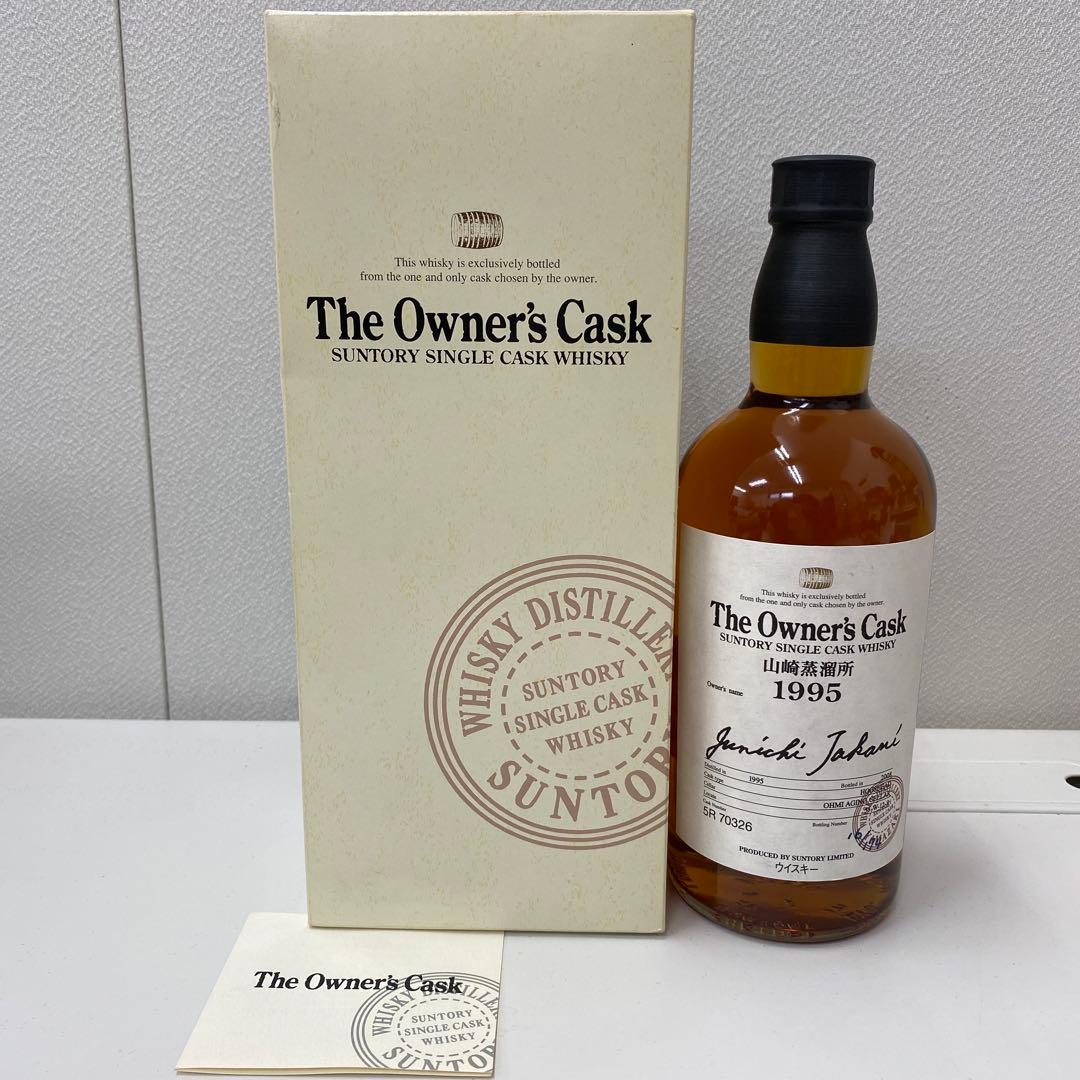 This whisky is exclusively bottled
from the one and only cask chosen by the owner.
The Owner's Cask
SUNTORY SINGLE CASK WHISKY
WHISKY DISTILLER
SUNTORY
SINGLE CASK
WHISKY
SUNTOR
This whisky is exclusively bottled
from the one and only cask chosen by the owner.
The Owner's Cask
SUNTORY SINGLE CASK WHISKY
山崎蒸溜所
Owner's name
1995
Junichi Takami
Distilled in 1995 Bottled in
Cask type HOGSHEAD
Cellar OHMI AGING CELLAR
Cask Number
5R 70326
Bottling Number
PRODUCED BY SUNTORY LIMITED
ウイスキー
The Owner's Cask
WHISKY DISTILLE
SUNTORY
SINGLE CASK
WHISKY
SUNTOR